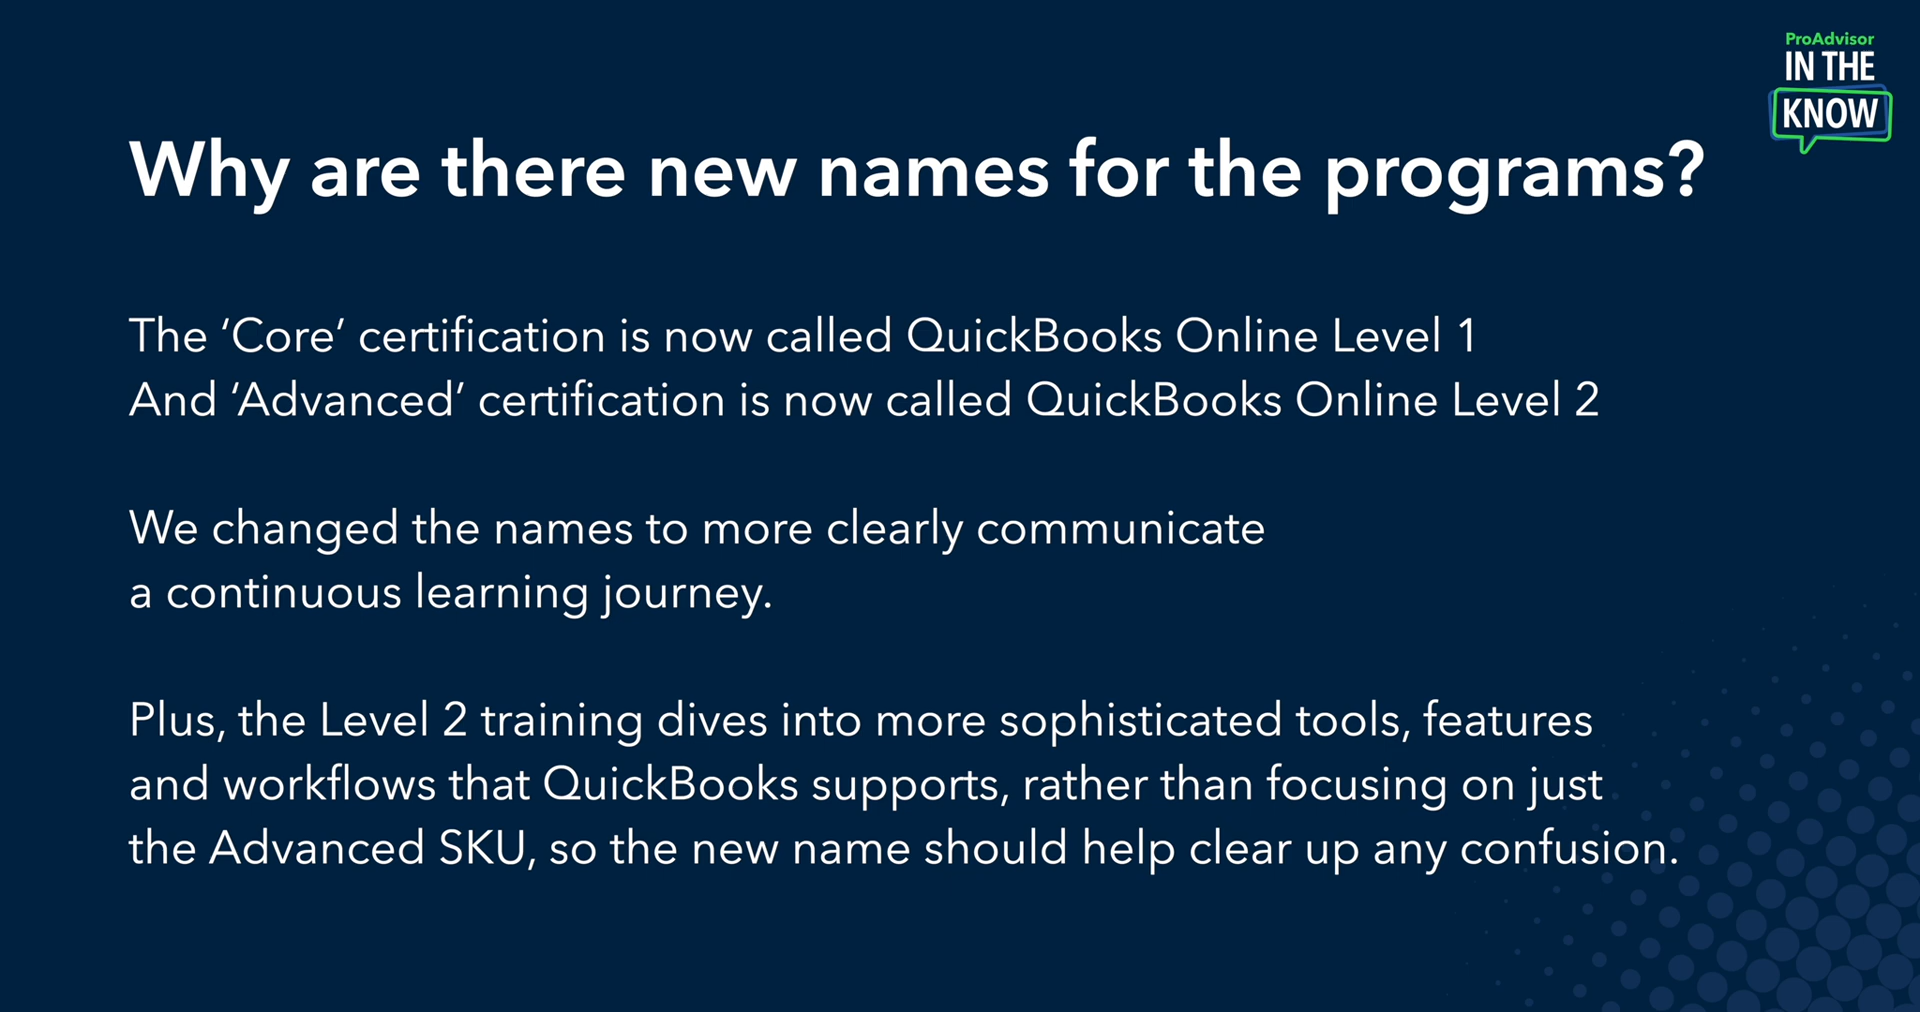 ProAdvisor
IN THE
KNOW
Why are there new names for the programs?
The ‘Core’ certification is now called QuickBooks Online Level 1
And ‘Advanced’ certification is now called QuickBooks Online Level 2
We changed the names to more clearly communicate
a continuous learning journey.
Plus, the Level 2 training dives into more sophisticated tools, features
and workflows that QuickBooks supports, rather than focusing on just
the Advanced SKU, so the new name should help clear up any confusion.